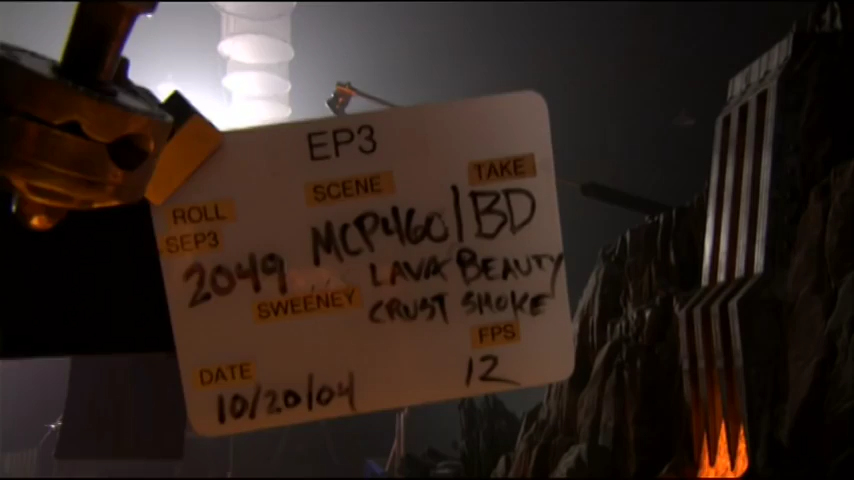 EP3
ROLL SCENE TAKE
SEP3
2049 MCP460/BD
SWEENEY LAVA BEAUTY
CRUST SMOKE
DATE FPS
10/20/04 12